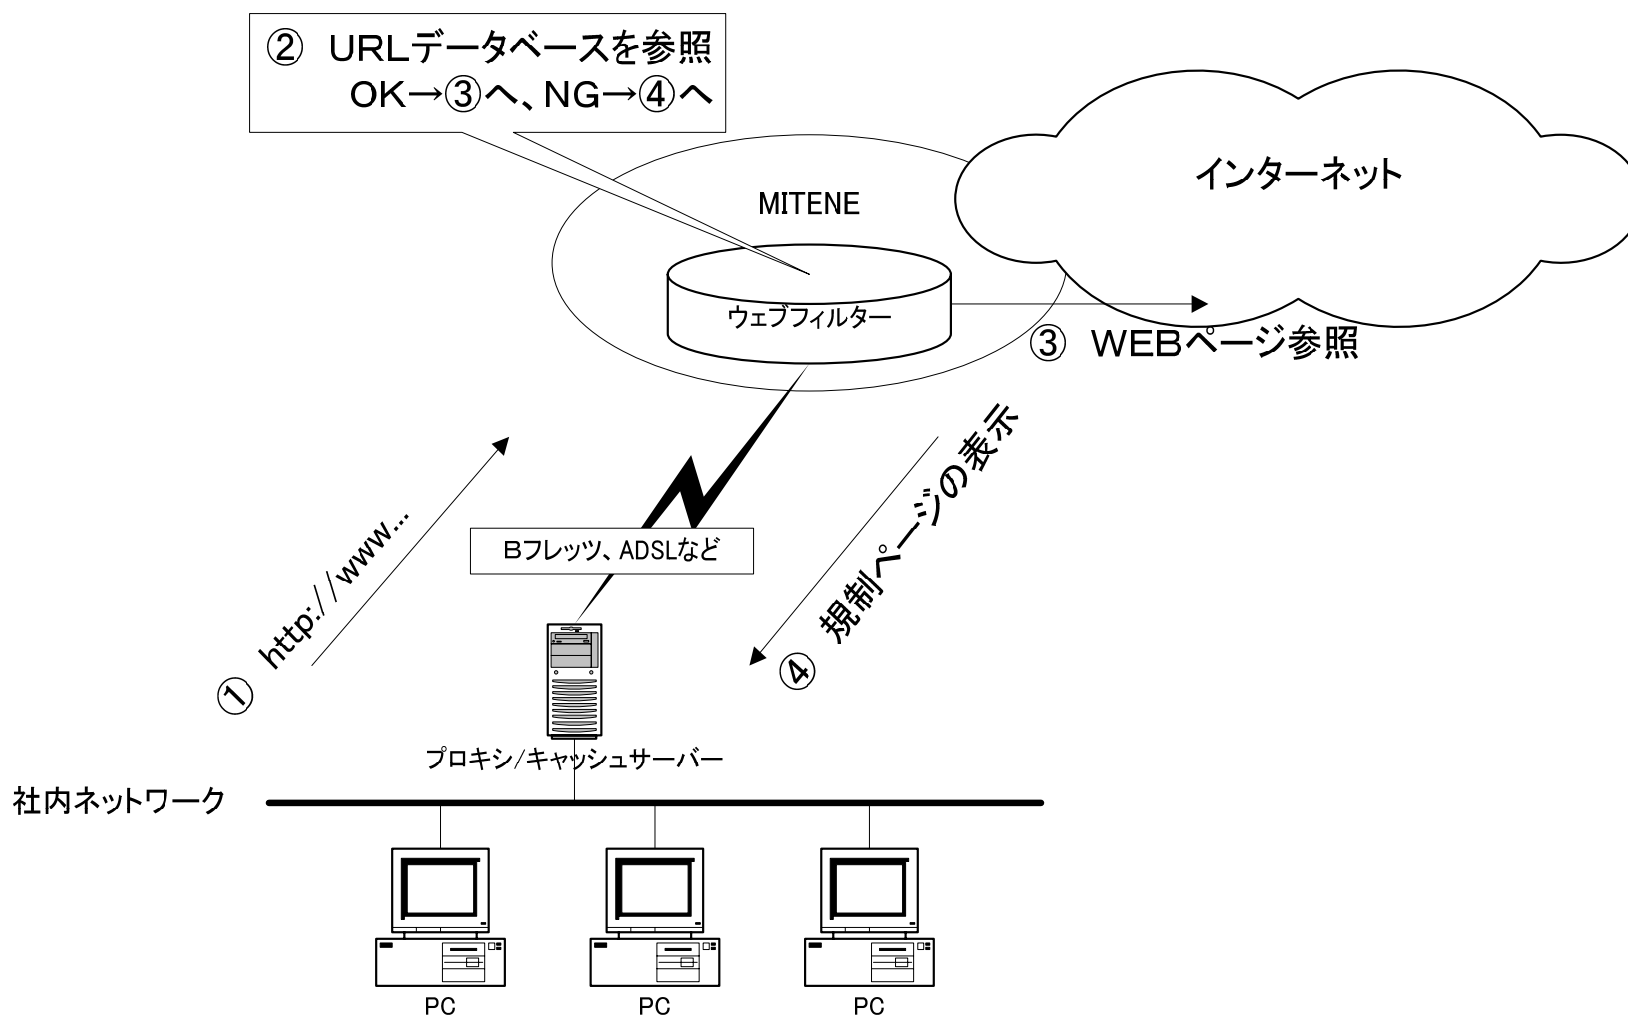 ② URLデータベースを参照
OK→③へ、NG→④へ
インターネット
MITENE
ウェブフィルター
③ WEBページ参照
① http://www...
Bフレッツ、ADSLなど
④ 規制ページの表示
プロキシ/キャッシュサーバー
社内ネットワーク
PC
PC
PC